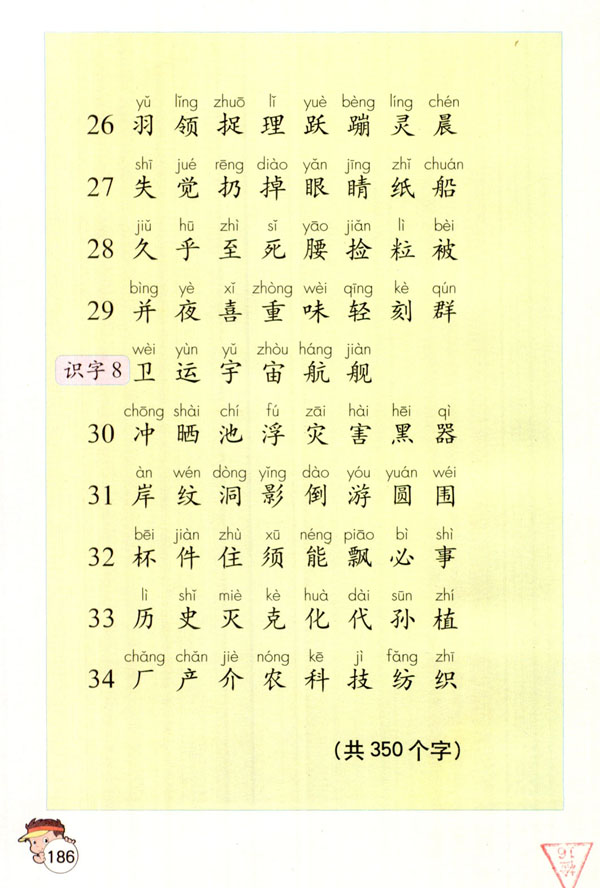 yǔ lǐng zhuō lǐ yuè bèng líng chén
26 羽 领 捉 理 跃 蹦 灵 晨
shī jué rēng diào yǎn jīng zhǐ chuán
27 失 觉 扔 掉 眼 睛 纸 船
jiǔ hū zhì sǐ yāo jiǎn lì bèi
28 久 乎 至 死 腰 捡 粒 被
bìng yè xǐ zhòng wèi qīng kè qún
29 并 夜 喜 重 味 轻 刻 群
wèi yùn yǔ zhòu háng jiàn
识字 8 卫 运 宇 宙 航 舰
chōng shài chí fú zāi hài hēi qì
30 冲 晒 池 浮 灾 害 黑 器
àn wén dòng yǐng dào yóu yuán wéi
31 岸 纹 洞 影 倒 游 圆 围
bēi jiàn zhù xū néng piāo bì shì
32 杯 件 住 须 能 飘 必 事
lì shǐ miè kè huà dài sūn zhí
33 历 史 灭 克 化 代 孙 植
chǎng chǎn jiè nóng kē jì fǎng zhī
34 厂 产 介 农 科 技 纺 织
(共 350 个字)
186